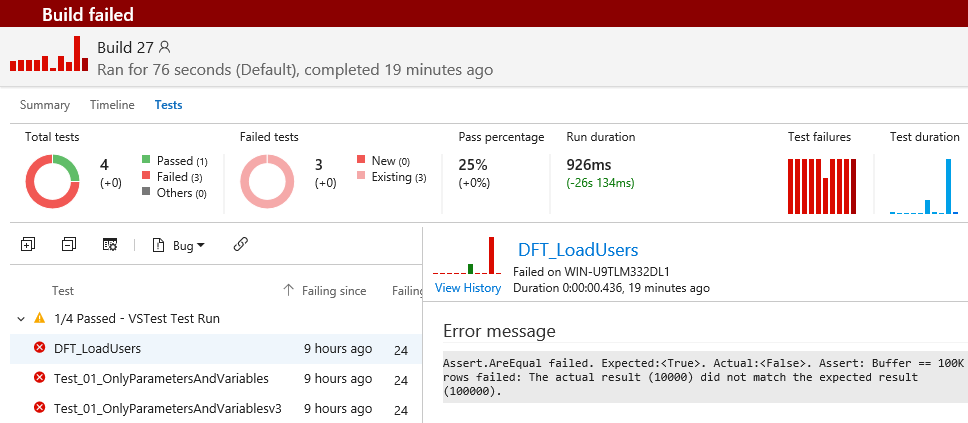 Build failed
Build 27
Ran for 76 seconds (Default), completed 19 minutes ago
Summary Timeline Tests
Total tests
4
(+0)
Passed (1)
Failed (3)
Others (0)
Failed tests
3
(+0)
New (0)
Existing (3)
Pass percentage
25%
(+0%)
Run duration
926ms
(-26s 134ms)
Test failures
Test duration
Bug
Test Failing since Failing
1/4 Passed - VSTest Test Run
DFT_LoadUsers 9 hours ago 24
Test_01_OnlyParametersAndVariables 9 hours ago 24
Test_01_OnlyParametersAndVariablesv3 9 hours ago 24
View History
DFT_LoadUsers
Failed on WIN-U9TLM332DL1
Duration 0:00:00.436, 19 minutes ago
Error message
Assert.AreEqual failed. Expected:<True>. Actual:<False>. Assert: Buffer == 100K
rows failed: The actual result (10000) did not match the expected result
(100000).